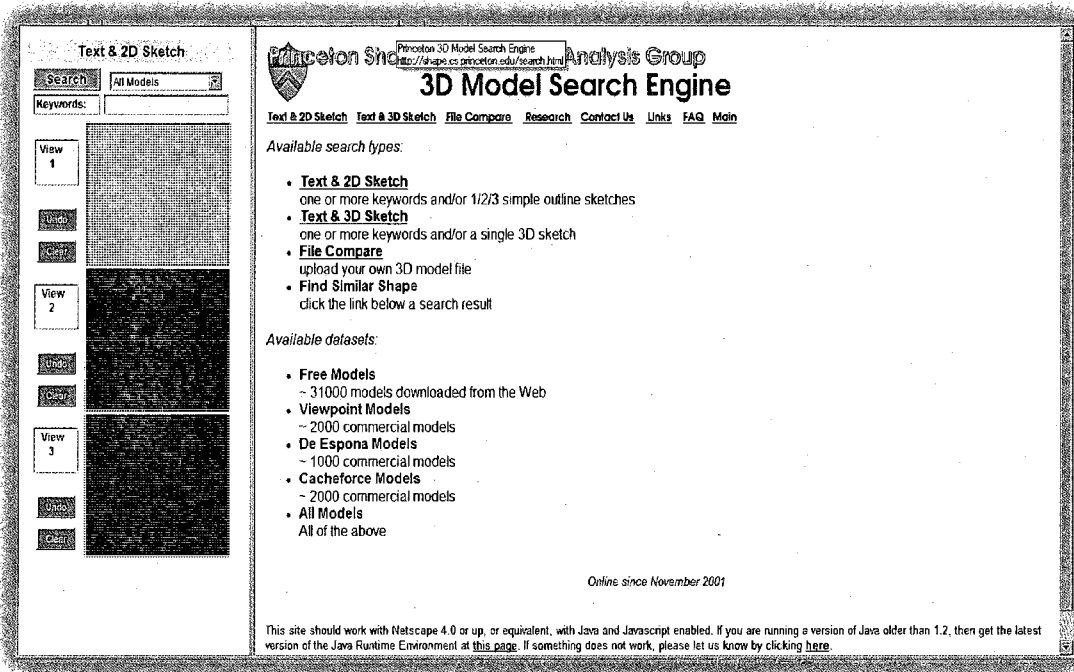 Text & 2D Sketch
Search All Models
Keywords:
View
1
Undo
Clear
View
2
Undo
Clear
View
3
Undo
Clear
Princeton Analysis Group
Princeton 3D Model Search Engine
http://shape.cs.princeton.edu/search.html
3D Model Search Engine
Text & 2D Sketch Text & 3D Sketch File Compare Research Contact Us Links FAQ Main
Available search types:
• Text & 2D Sketch
one or more keywords and/or 1/2/3 simple outline sketches
• Text & 3D Sketch
one or more keywords and/or a single 3D sketch
• File Compare
upload your own 3D model file
• Find Similar Shape
click the link below a search result
Available datasets:
• Free Models
~ 31000 models downloaded from the Web
• Viewpoint Models
~ 2000 commercial models
• De Espona Models
~ 1000 commercial models
• Cacheforce Models
~ 2000 commercial models
• All Models
All of the above
Online since November 2001
This site should work with Netscape 4.0 or up, or equivalent, with Java and Javascript enabled. If you are running a version of Java older than 1.2, then get the latest
version of the Java Runtime Environment at this page. If something does not work, please let us know by clicking here.